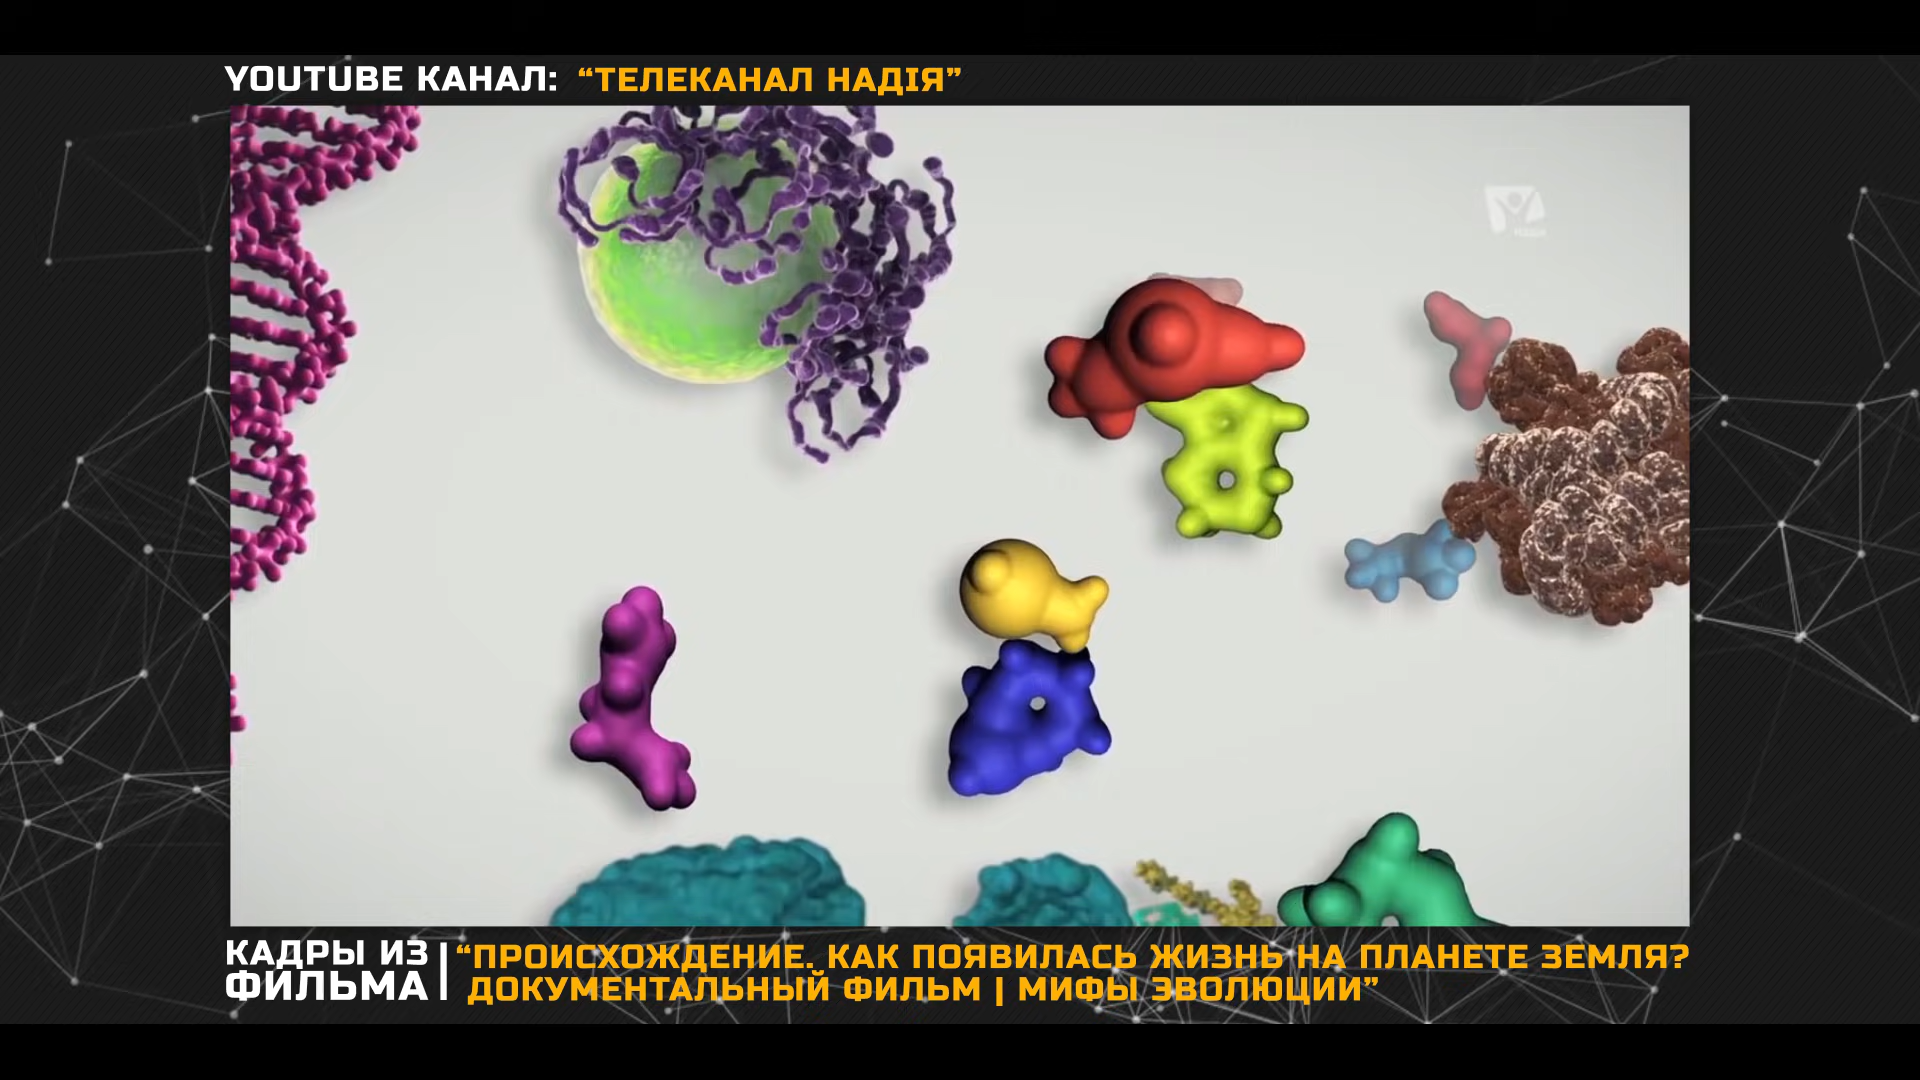 YOUTUBE КАНАЛ: “ТЕЛЕКАНАЛ НАДІЯ”
КАДРЫ ИЗ ФИЛЬМА
“ПРОИСХОЖДЕНИЕ. КАК ПОЯВИЛАСЬ ЖИЗНЬ НА ПЛАНЕТЕ ЗЕМЛЯ?
ДОКУМЕНТАЛЬНЫЙ ФИЛЬМ | МИФЫ ЭВОЛЮЦИИ”